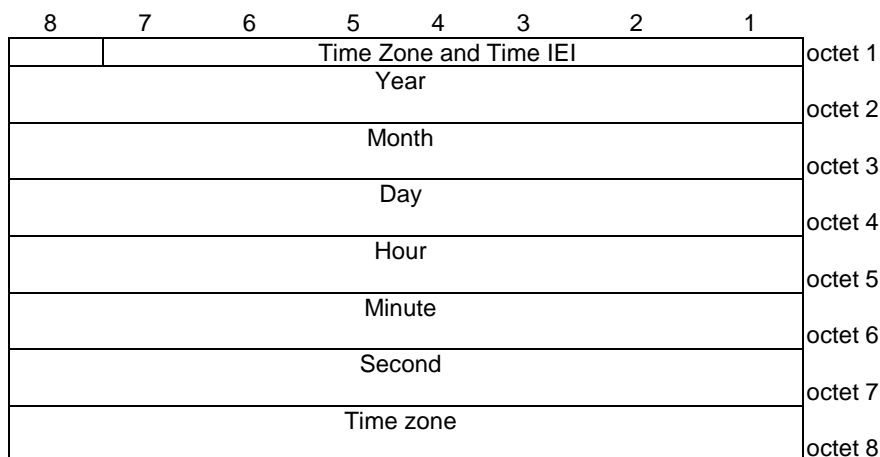 8 7 6 5 4 3 2 1
Time Zone and Time IEI octet 1
Year
octet 2
Month
octet 3
Day
octet 4
Hour
octet 5
Minute
octet 6
Second
octet 7
Time zone
octet 8